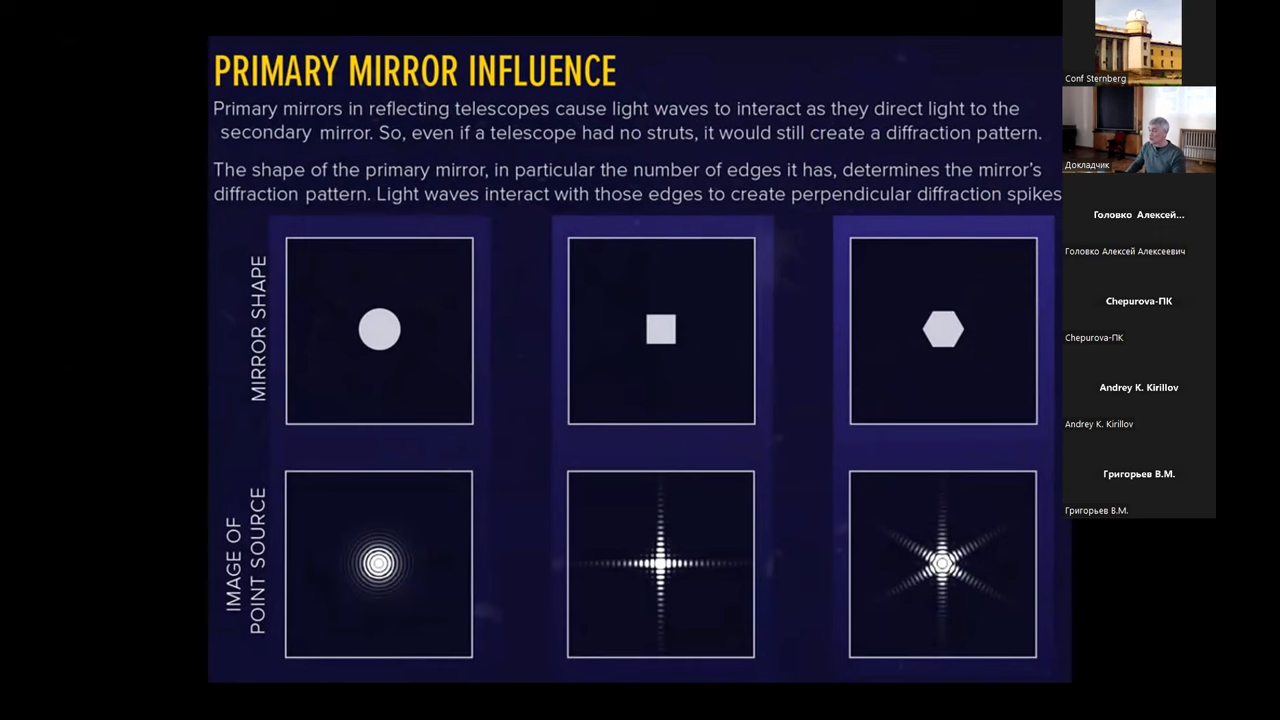 PRIMARY MIRROR INFLUENCE
Primary mirrors in reflecting telescopes cause light waves to interact as they direct light to the
secondary mirror. So, even if a telescope had no struts, it would still create a diffraction pattern.
The shape of the primary mirror, in particular the number of edges it has, determines the mirror's
diffraction pattern. Light waves interact with those edges to create perpendicular diffraction spikes
MIRROR SHAPE
IMAGE OF
POINT SOURCE
Conf Sternberg
Докладчик
Головко Алексей...
Головко Алексей Алексеевич
Chepurova-ПК
Chepurova-ПК
Andrey K. Kirillov
Andrey K. Kirillov
Григорьев В.М.
Григорьев В.М.